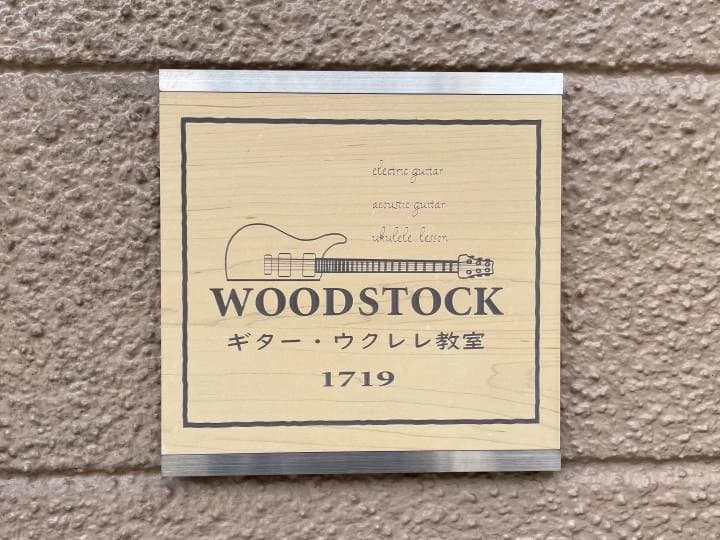 electric guitar
acoustic guitar
ukulele lesson
WOODSTOCK
ギター・ウクレレ教室
1719